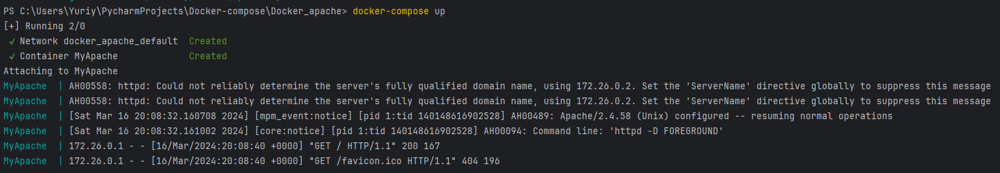 PS C:\Users\Yuriy\PycharmProjects\Docker-compose\Docker_apache> docker-compose up
[+] Running 2/0
✓ Network docker_apache_default  Created
✓ Container MyApache             Created
Attaching to MyApache
MyApache  | AH00558: httpd: Could not reliably determine the server's fully qualified domain name, using 172.26.0.2. Set the 'ServerName' directive globally to suppress this message
MyApache  | AH00558: httpd: Could not reliably determine the server's fully qualified domain name, using 172.26.0.2. Set the 'ServerName' directive globally to suppress this message
MyApache  | [Sat Mar 16 20:08:32.160708 2024] [mpm_event:notice] [pid 1:tid 140148616902528] AH00489: Apache/2.4.58 (Unix) configured -- resuming normal operations
MyApache  | [Sat Mar 16 20:08:32.161002 2024] [core:notice] [pid 1:tid 140148616902528] AH00094: Command line: 'httpd -D FOREGROUND'
MyApache  | 172.26.0.1 - - [16/Mar/2024:20:08:40 +0000] "GET / HTTP/1.1" 200 167
MyApache  | 172.26.0.1 - - [16/Mar/2024:20:08:40 +0000] "GET /favicon.ico HTTP/1.1" 404 196